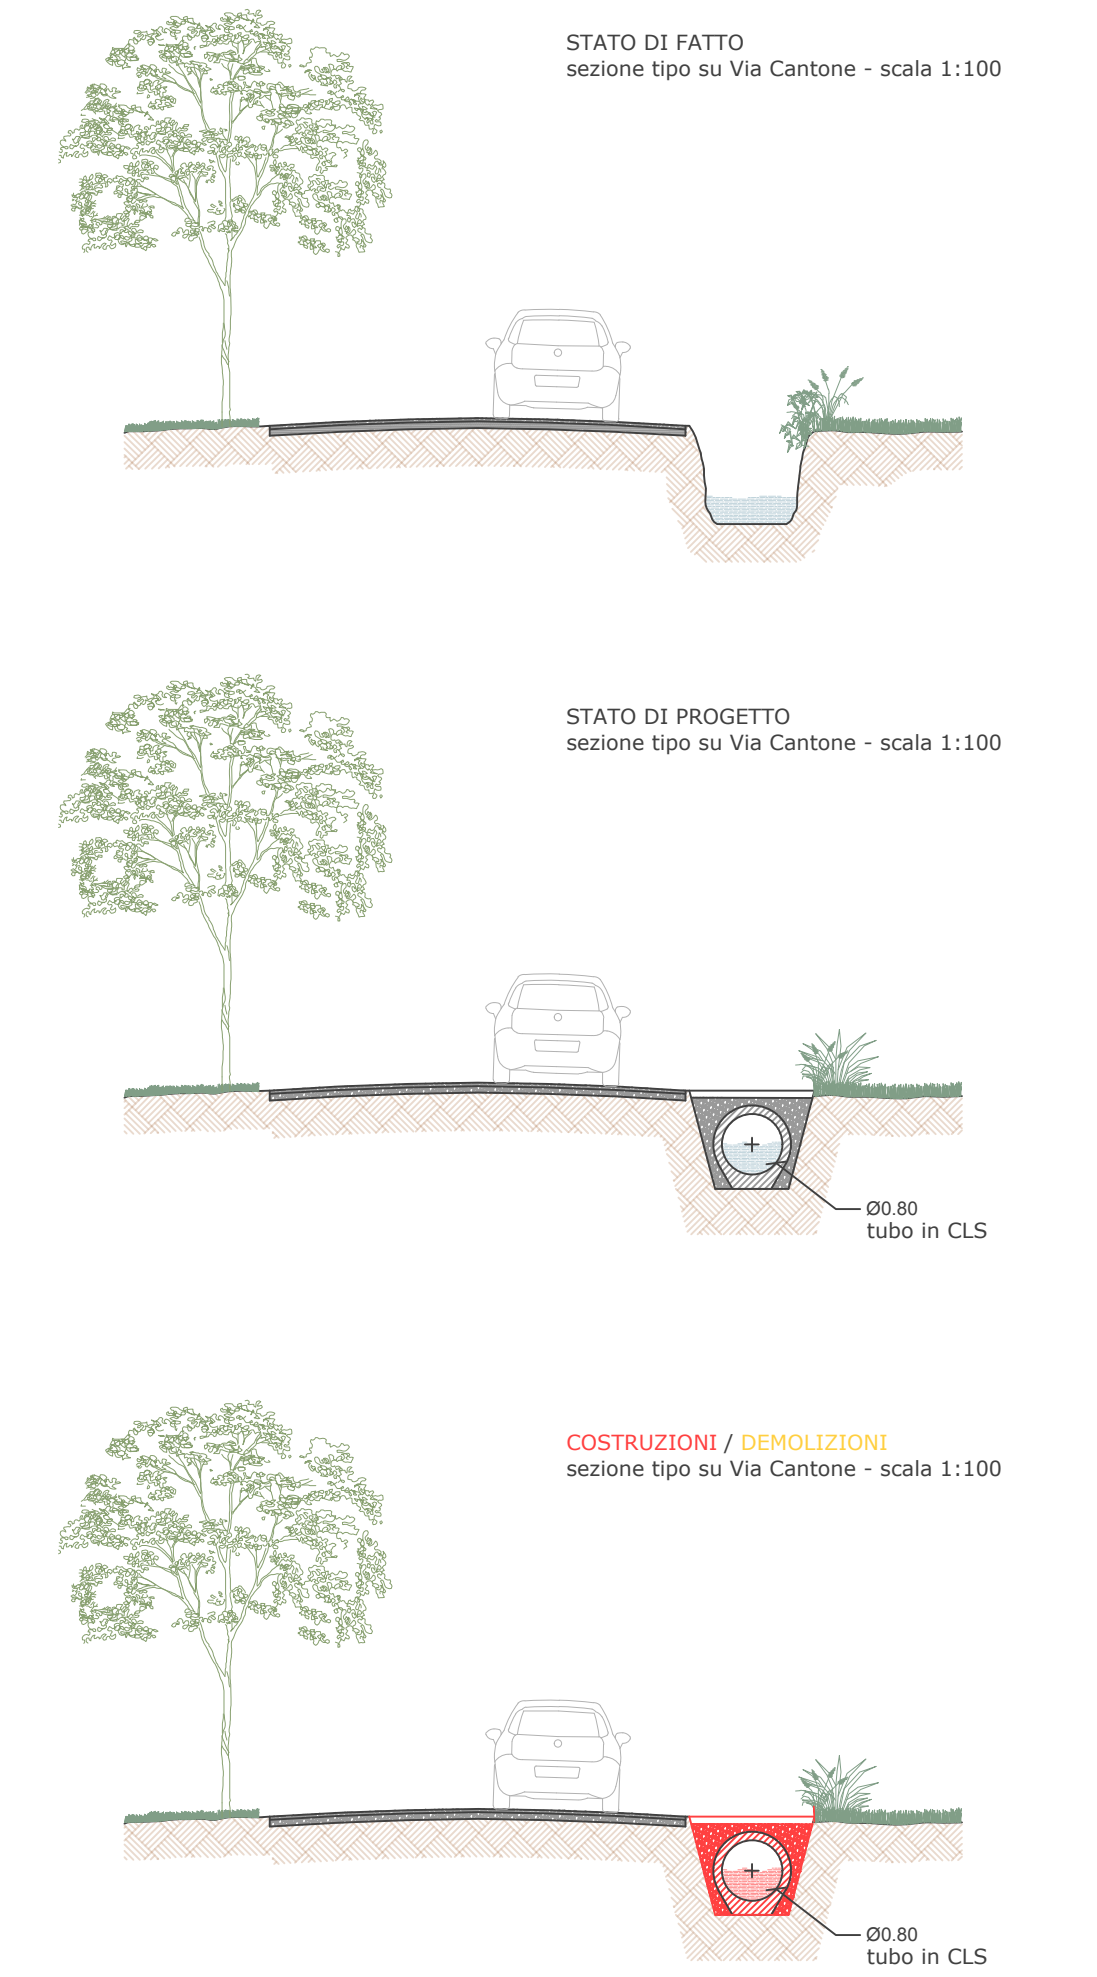 STATO DI FATTO
sezione tipo su Via Cantone - scala 1:100
STATO DI PROGETTO
sezione tipo su Via Cantone - scala 1:100
Ø0.80
tubo in CLS
COSTRUZIONI / DEMOLIZIONI
sezione tipo su Via Cantone - scala 1:100
Ø0.80
tubo in CLS